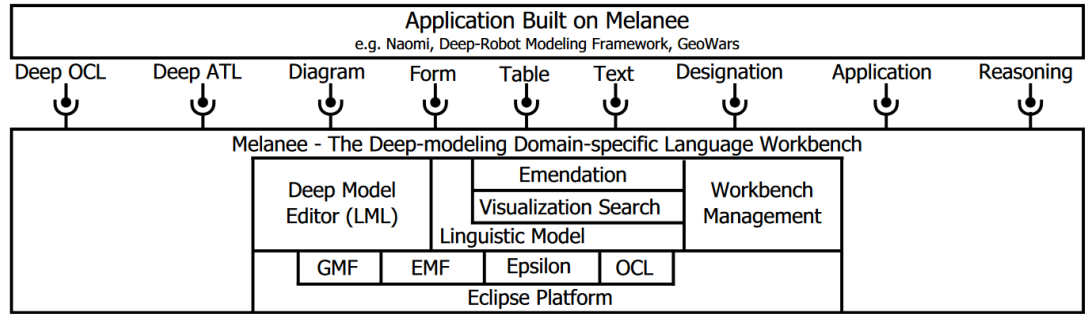 Application Built on Melanee
e.g. Naomi, Deep-Robot Modeling Framework, GeoWars
Deep OCL Deep ATL Diagram Form Table Text Designation Application Reasoning
Melanee - The Deep-modeling Domain-specific Language Workbench
Deep Model
Editor (LML)
Emendation
Visualization Search
Linguistic Model
Workbench
Management
GMF EMF Epsilon OCL
Eclipse Platform